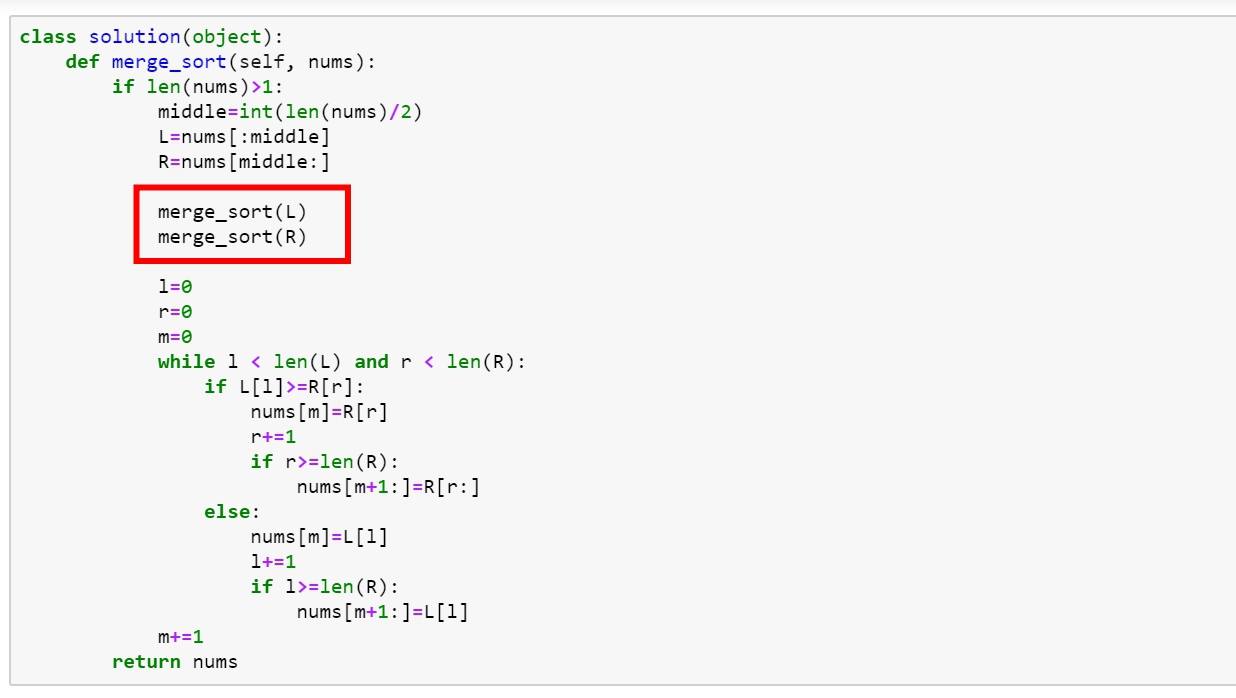 class solution(object):
    def merge_sort(self, nums):
        if len(nums)>1:
            middle=int(len(nums)/2)
            L=nums[:middle]
            R=nums[middle:]
            merge_sort(L)
            merge_sort(R)
            l=0
            r=0
            m=0
            while l < len(L) and r < len(R):
                if L[l]>=R[r]:
                    nums[m]=R[r]
                    r+=1
                    if r>=len(R):
                        nums[m+1:]=R[r:]
                else:
                    nums[m]=L[l]
                    l+=1
                    if l>=len(R):
                        nums[m+1:]=L[l]
            m+=1
        return nums